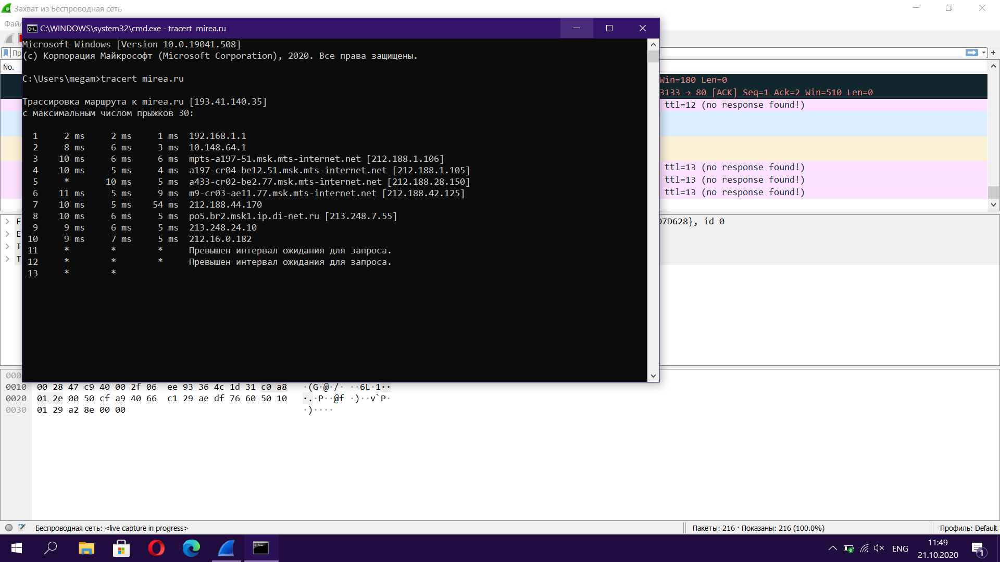 Захват из Беспроводная сеть
Файл
C:\WINDOWS\system32\cmd.exe - tracert  mirea.ru
Microsoft Windows [Version 10.0.19041.508]
(c) Корпорация Майкрософт (Microsoft Corporation), 2020. Все права защищены.
C:\Users\megam>tracert mirea.ru
Трассировка маршрута к mirea.ru [193.41.140.35]
с максимальным числом прыжков 30:
1     2 ms     2 ms     1 ms  192.168.1.1
2     8 ms     6 ms     3 ms  10.148.64.1
3    10 ms     6 ms     6 ms  mpts-a197-51.msk.mts-internet.net [212.188.1.106]
4    10 ms     5 ms     4 ms  a197-cr04-be12.51.msk.mts-internet.net [212.188.1.105]
5     *       10 ms     5 ms  a433-cr02-be2.77.msk.mts-internet.net [212.188.28.150]
6    11 ms     5 ms     9 ms  m9-cr03-ae11.77.msk.mts-internet.net [212.188.42.125]
7    10 ms     5 ms    54 ms  212.188.44.170
8    10 ms     6 ms     5 ms  po5.br2.msk1.ip.di-net.ru [213.248.7.55]
9     9 ms     6 ms     5 ms  213.248.24.10
10     9 ms     7 ms     5 ms  212.16.0.182
11     *        *        *     Превышен интервал ожидания для запроса.
12     *        *        *     Превышен интервал ожидания для запроса.
13     *        *
Пр
No.
Win=180 Len=0
3133 → 80 [ACK] Seq=1 Ack=2 Win=510 Len=0
ttl=12 (no response found!)
ttl=13 (no response found!)
ttl=13 (no response found!)
ttl=13 (no response found!)
F
E
I
T
D7D628}, id 0
000
0010 00 28 47 c9 40 00 2f 06  ee 93 36 4c 1d 31 c0 a8   ·(G·@·/· ··6L·1··
0020 01 2e 00 50 cf a9 40 66  c1 29 ae df 76 60 50 10   ·.·P··@f ·)··v`P·
0030 01 29 a2 8e 00 00   ·)····
Беспроводная сеть: <live capture in progress>
Пакеты: 216 · Показаны: 216 (100.0%)
Профиль: Default
ENG
11:49
21.10.2020
1